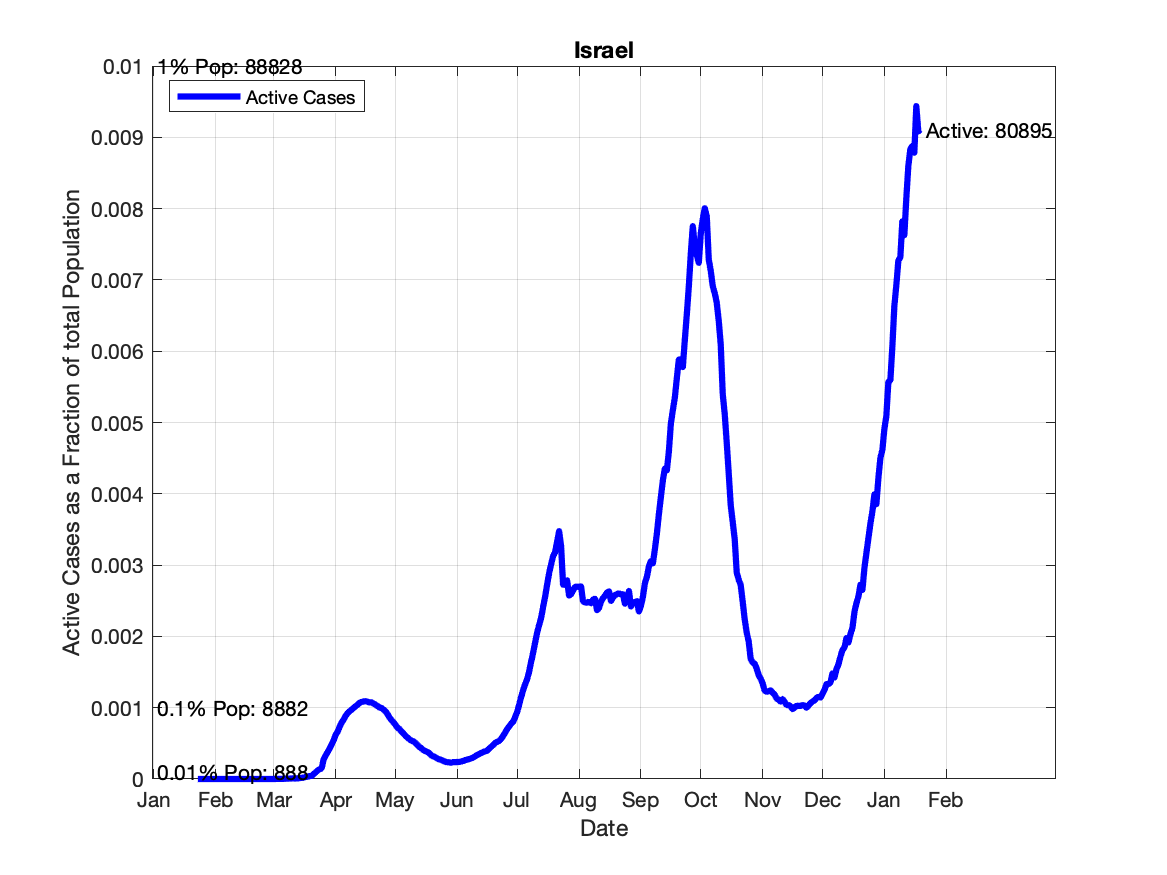 Israel
0.01
1% Pop: 88828
Active Cases
0.009
Active: 80895
0.008
0.007
0.006
0.005
0.004
0.003
0.002
0.001
0.1% Pop: 8882
0.01% Pop: 888
0
Active Cases as a Fraction of total Population
Jan Feb Mar Apr May Jun Jul Aug Sep Oct Nov Dec Jan Feb
Date